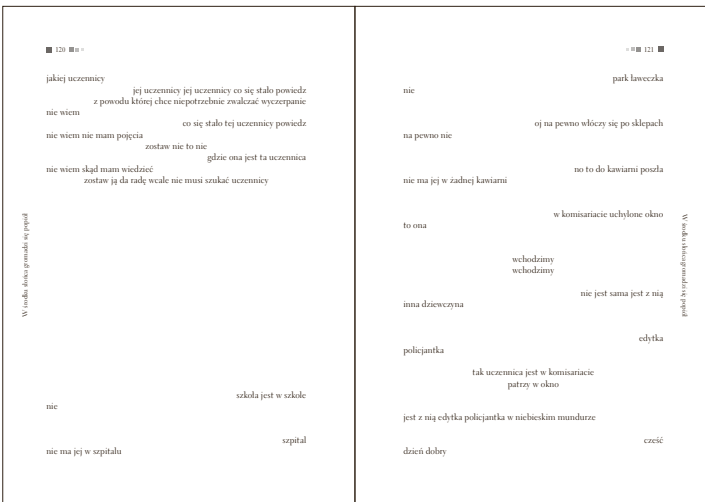 120
jakiej uczennicy
jej uczennicy jej uczennicy co się stało powiedz
z powodu której chce niepotrzebnie zwalczać wyczerpanie
nie wiem
co się stało tej uczennicy powiedz
nie wiem nie mam pojęcia
zostaw nie to nie
gdzie ona jest ta uczennica
nie wiem skąd mam wiedzieć
zostaw ją da radę wcale nie musi szukać uczennicy
szkoła jest w szkole
nie
szpital
nie ma jej w szpitalu
W środku słońca gromadzi się popiół
121
park ławeczka
nie
oj na pewno włóczy się po sklepach
na pewno nie
no to do kawiarni poszła
nie ma jej w żadnej kawiarni
w komisariacie uchylone okno
to ona
wchodzimy
wchodzimy
nie jest sama jest z nią
inna dziewczyna
edytka
policjantka
tak uczennica jest w komisariacie
patrzy w okno
jest z nią edytka policjantka w niebieskim mundurze
cześć
dzień dobry
W środku słońca gromadzi się popiół